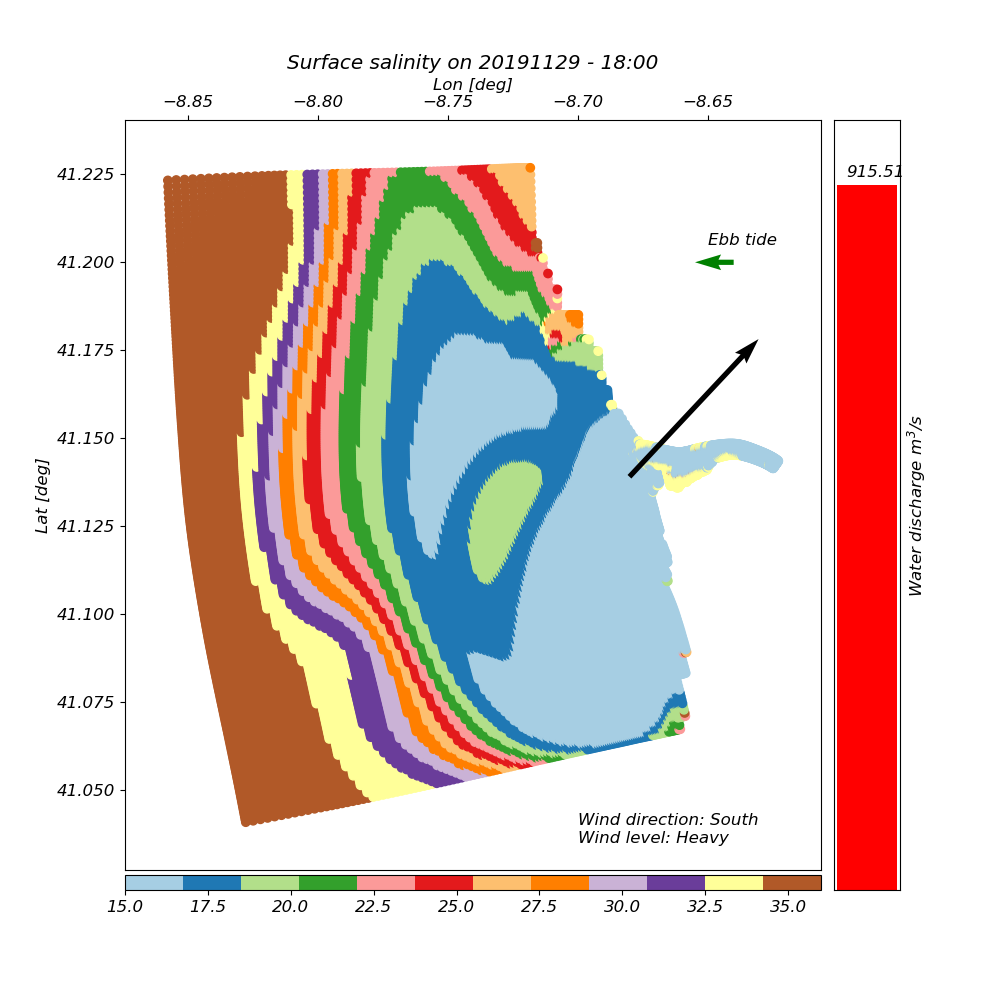 Surface salinity on 20191129 - 18:00
Lon [deg]
−8.85 −8.80 −8.75 −8.70 −8.65
915.51
41.225
Ebb tide
41.200
41.175
41.150
Lat [deg]
Water discharge m³/s
41.125
41.100
41.075
41.050
Wind direction: South
Wind level: Heavy
15.0 17.5 20.0 22.5 25.0 27.5 30.0 32.5 35.0